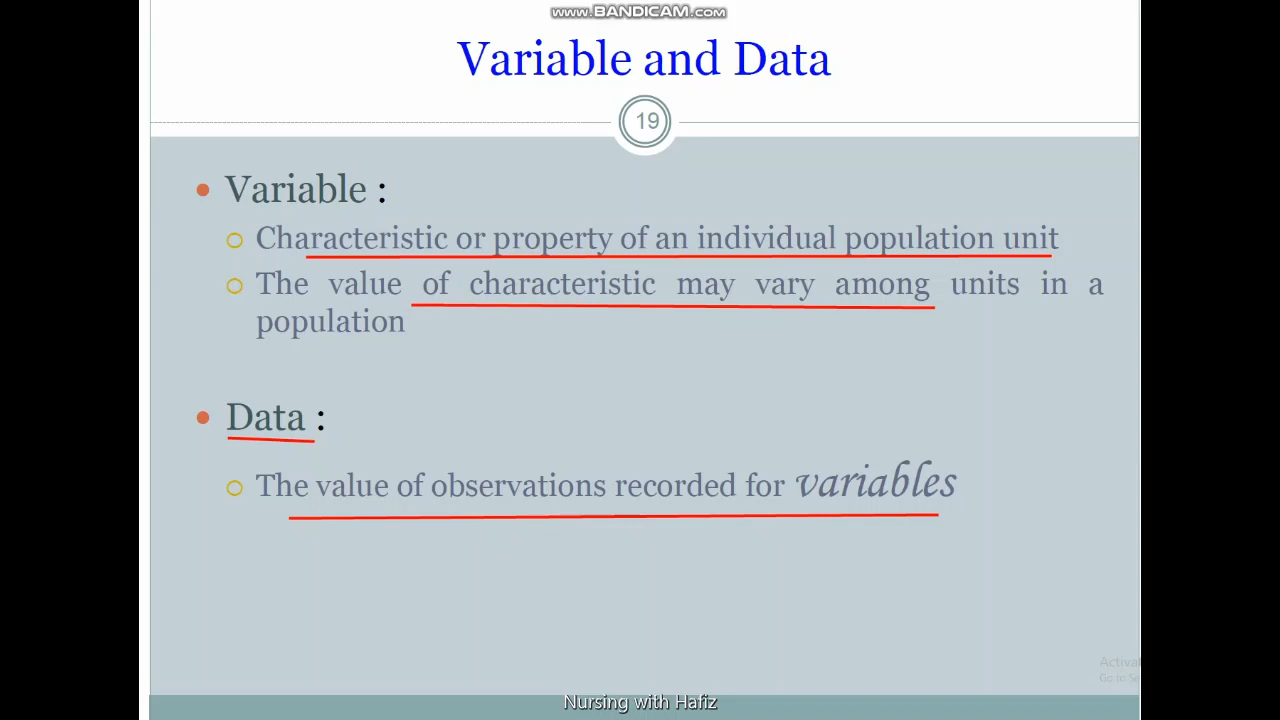 www.BANDICAM.com
Variable and Data
19
Variable :
Characteristic or property of an individual population unit
The value of characteristic may vary among units in a
population
Data :
The value of observations recorded for variables
Nursing with Hafiz